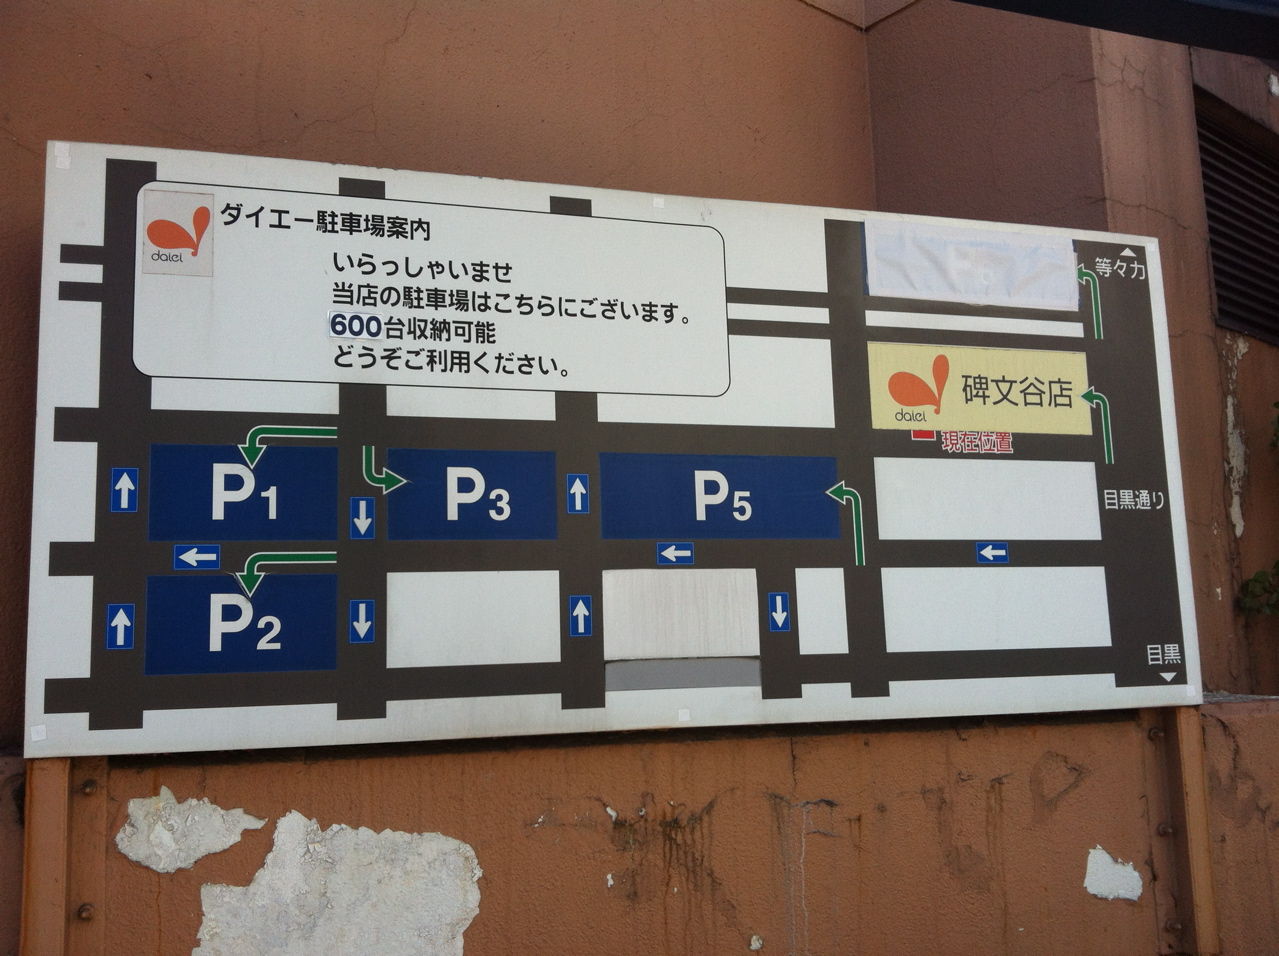 daiei
ダイエー駐車場案内
いらっしゃいませ
当店の駐車場はこちらにございます。
600台収納可能
どうぞご利用ください。
等々力
daiei 碑文谷店
現在位置
P1
P3
P5
目黒通り
P2
目黒